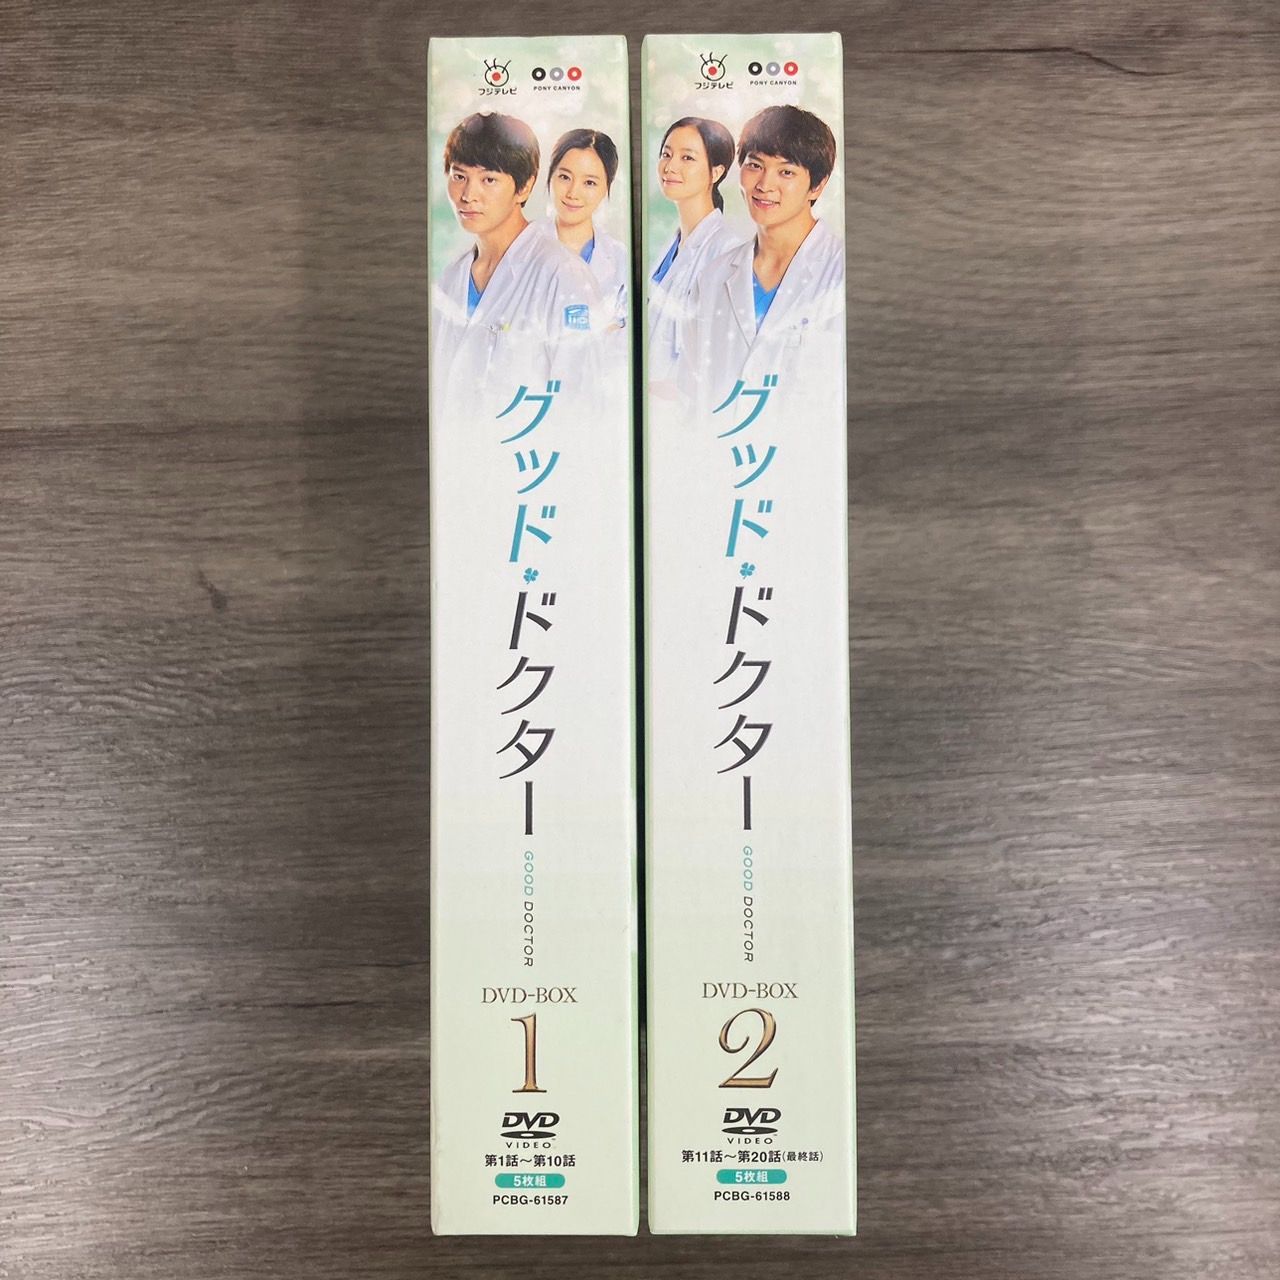 フジテレビ
PONY CANYON
グッド・ドクター
GOOD DOCTOR
DVD-BOX
1
DVD
VIDEO
第1話～第10話
5枚組
PCBG-61587
フジテレビ
PONY CANYON
グッド・ドクター
GOOD DOCTOR
DVD-BOX
2
DVD
VIDEO
第11話～第20話(最終話)
5枚組
PCBG-61588